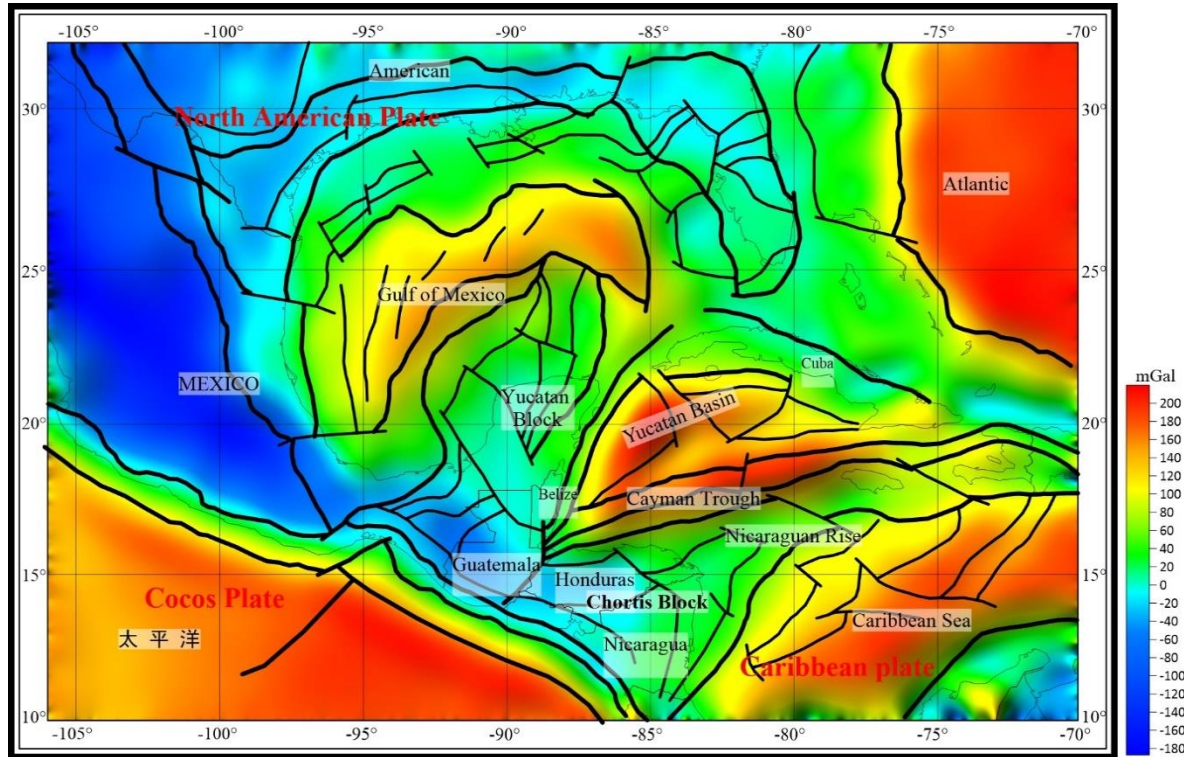 -105° -100° -95° -90° -85° -80° -75° -70°
30° 30°
25° 25°
20° 20°
15° 15°
10° 10°
-105° -100° -95° -90° -85° -80° -75° -70°
American
North American Plate
Atlantic
Gulf of Mexico
MEXICO
Cuba
Yucatan
Block
Yucatan Basin
Belize
Cayman Trough
Nicaraguan Rise
Guatemala
Honduras
Chortis Block
Cocos Plate
太平洋
Caribbean Sea
Nicaragua
Caribbean plate
mGal
200
180
160
140
120
100
80
60
40
20
0
-20
-40
-60
-80
-100
-120
-140
-160
-180